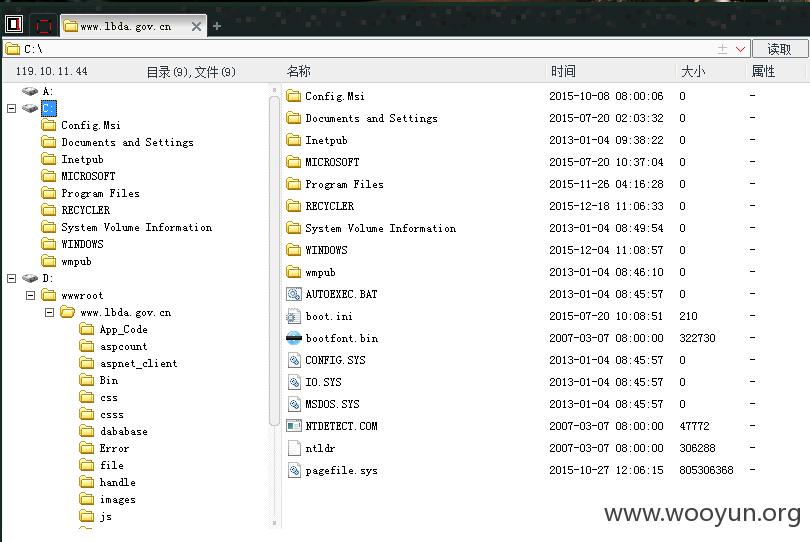 www.lbda.gov.cn
C:\ 读取
119.10.11.44 目录(9),文件(9) 名称 时间 大小 属性
A:
C:
Config.Msi
Documents and Settings
Inetpub
MICROSOFT
Program Files
RECYCLER
System Volume Information
WINDOWS
wmpub
D:
wwwroot
www.lbda.gov.cn
App_Code
aspcount
aspnet_client
Bin
css
csss
dababase
Error
file
handle
images
js
Config.Msi 2015-10-08 08:00:06 0 -
Documents and Settings 2015-07-20 02:03:32 0 -
Inetpub 2013-01-04 09:38:22 0 -
MICROSOFT 2015-07-20 10:37:04 0 -
Program Files 2015-11-26 04:16:28 0 -
RECYCLER 2015-12-18 11:06:33 0 -
System Volume Information 2013-01-04 08:49:54 0 -
WINDOWS 2015-12-04 11:08:57 0 -
wmpub 2013-01-04 08:46:10 0 -
AUTOEXEC.BAT 2013-01-04 08:45:57 0 -
boot.ini 2015-07-20 10:08:51 210 -
bootfont.bin 2007-03-07 08:00:00 322730 -
CONFIG.SYS 2013-01-04 08:45:57 0 -
IO.SYS 2013-01-04 08:45:57 0 -
MSDOS.SYS 2013-01-04 08:45:57 0 -
NTDETECT.COM 2007-03-07 08:00:00 47772 -
ntldr 2007-03-07 08:00:00 306288 -
pagefile.sys 2015-10-27 12:06:15 805306368 -
www.wooyun.org